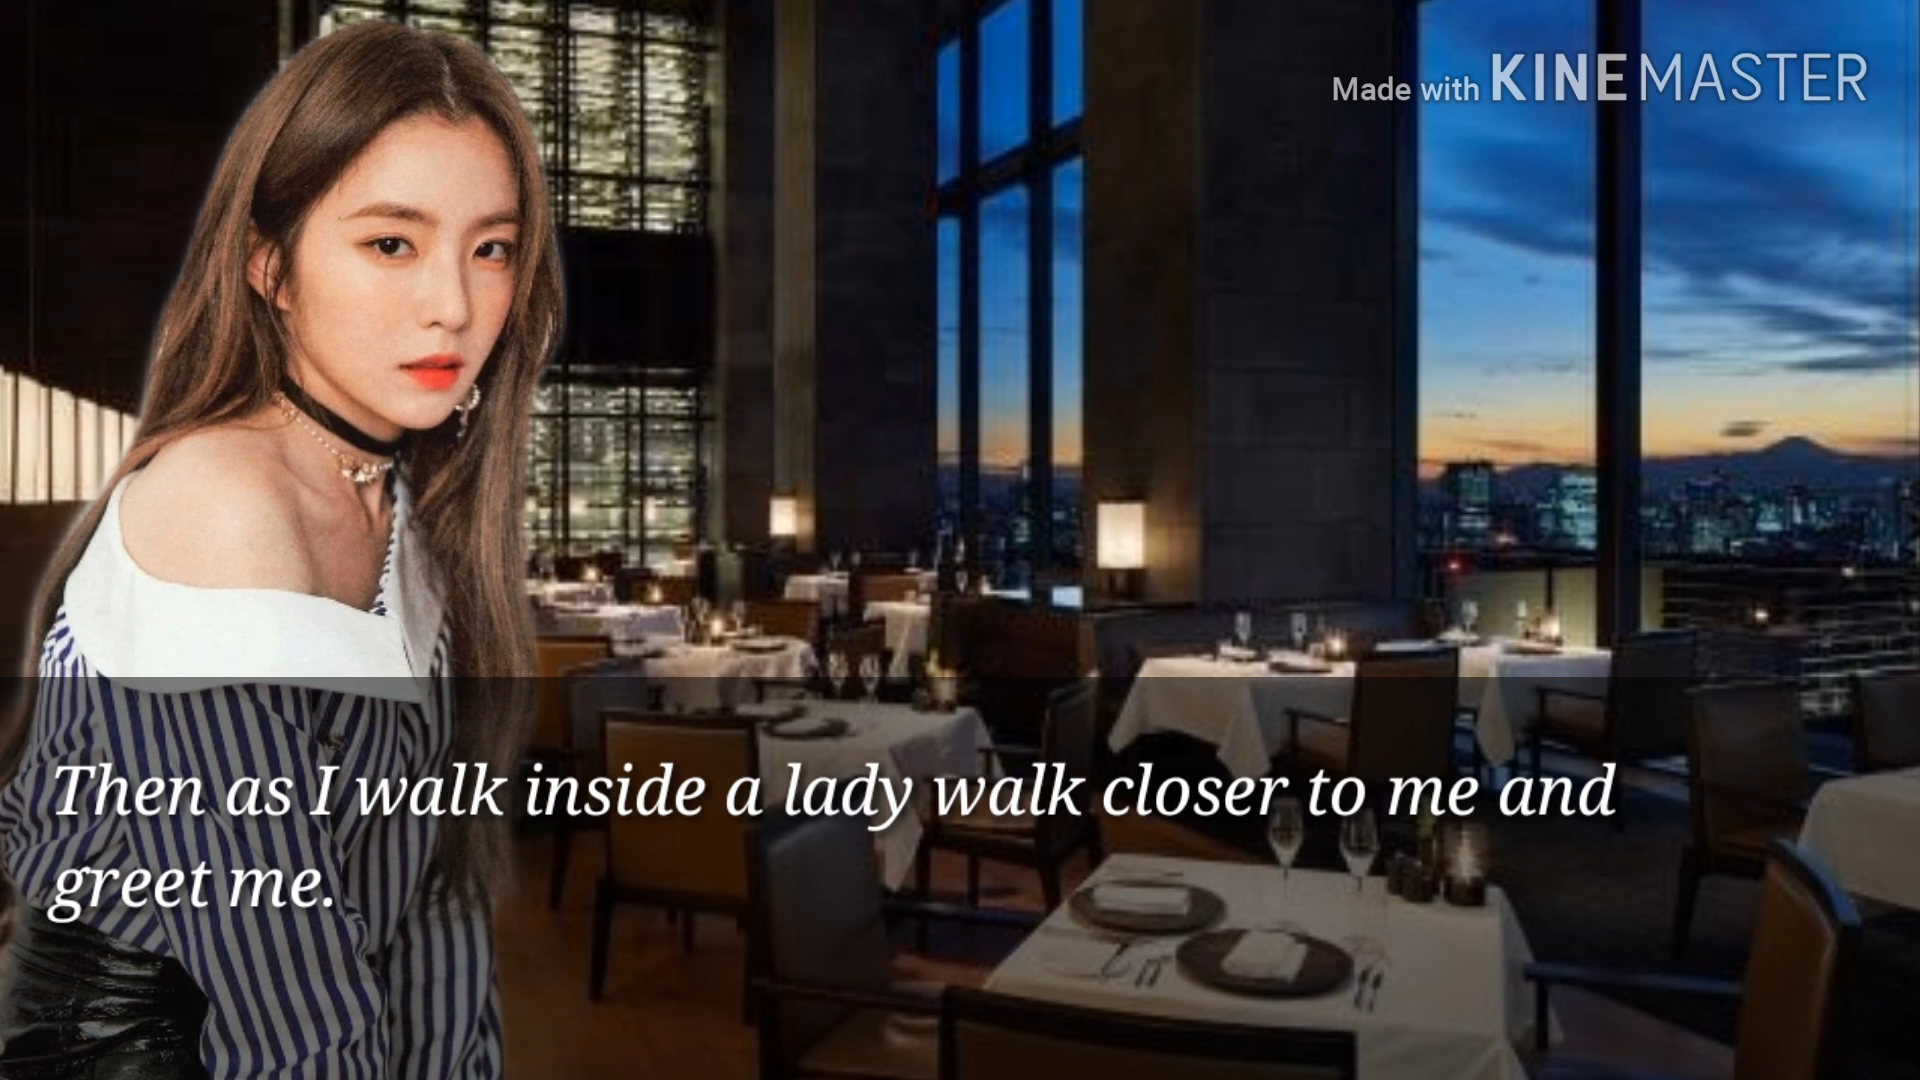 Made with KINEMASTER
Then as I walk inside a lady walk closer to me and
greet me.